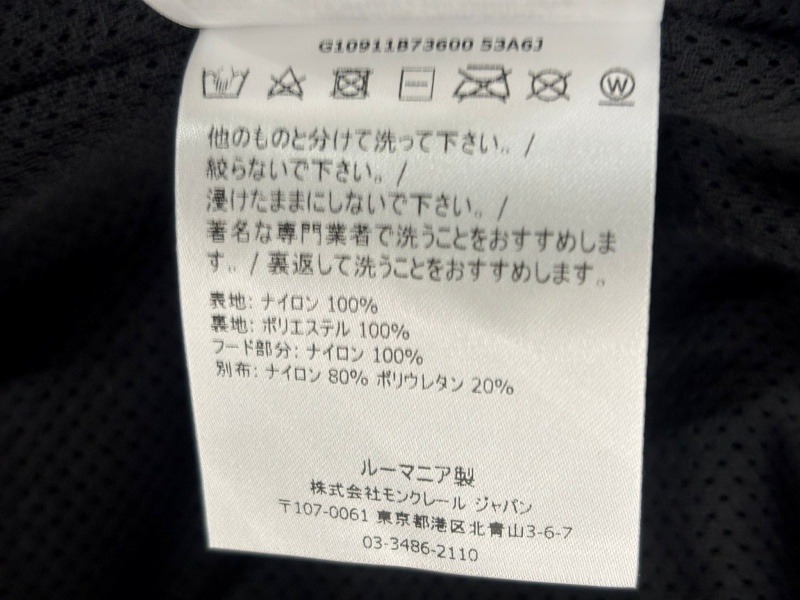 G10911B73600 53A6J
W
他のものと分けて洗って下さい。/
絞らないで下さい。/
浸けたままにしないで下さい。/
著名な専門業者で洗うことをおすすめしま
す。/ 裏返して洗うことをおすすめします。
表地: ナイロン 100%
裏地: ポリエステル 100%
フード部分: ナイロン 100%
別布: ナイロン 80% ポリウレタン 20%
ルーマニア製
株式会社モンクレール ジャパン
〒107-0061 東京都港区北青山3-6-7
03-3486-2110